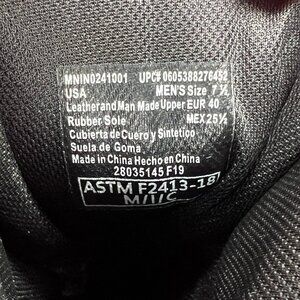 MNIN0241001 UPC# 0605388276452
USA MEN'S Size 7 ½
Leather and Man Made Upper EUR 40
Rubber Sole MEX 25½
Cubierta de Cuero y Sintetico
Suela de Goma
Made in China Hecho en China
28035145 F19
ASTM F2413-18
M/I/C